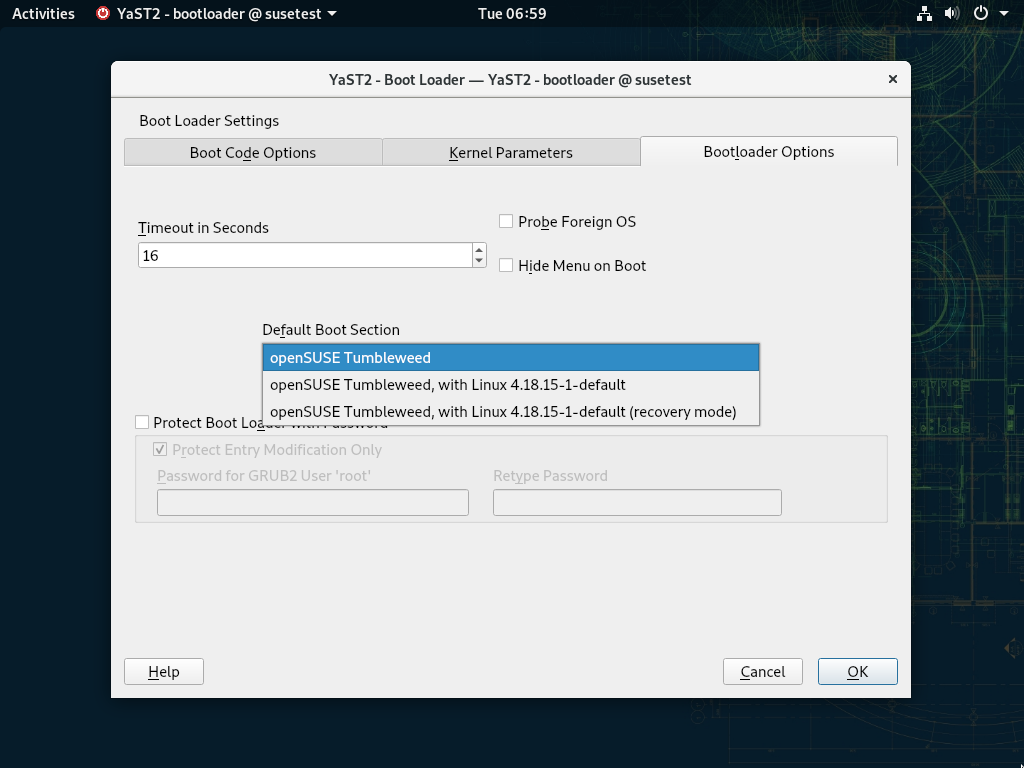 Activities YaST2 - bootloader @ susetest Tue 06:59
YaST2 - Boot Loader — YaST2 - bootloader @ susetest
Boot Loader Settings
Boot Code Options Kernel Parameters Bootloader Options
Timeout in Seconds
16
Probe Foreign OS
Hide Menu on Boot
Default Boot Section
openSUSE Tumbleweed
openSUSE Tumbleweed, with Linux 4.18.15-1-default
openSUSE Tumbleweed, with Linux 4.18.15-1-default (recovery mode)
Protect Boot Loader with Password
Protect Entry Modification Only
Password for GRUB2 User 'root' Retype Password
Help Cancel OK